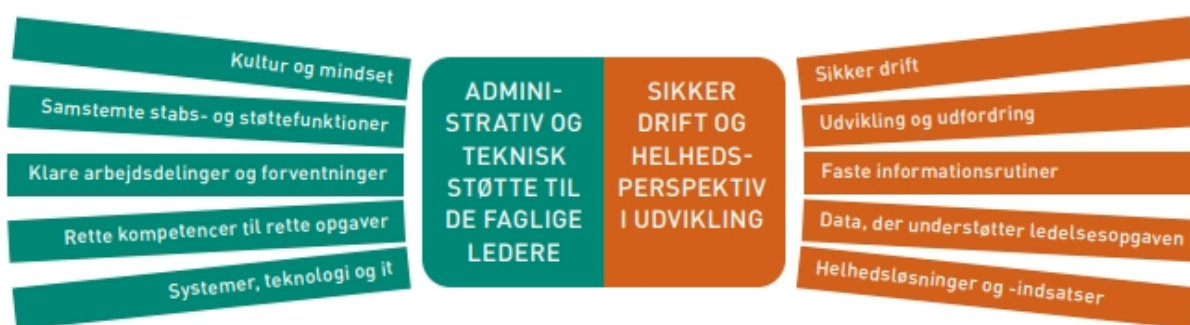 Kultur og mindset
Samstemte stabs- og støttefunktioner
Klare arbejdsdelinger og forventninger
Rette kompetencer til rette opgaver
Systemer, teknologi og it
ADMINI-
STRATIV OG
TEKNISK
STØTTE TIL
DE FAGLIGE
LEDERE
SIKKER
DRIFT OG
HELHEDS-
PERSPEKTIV
I UDVIKLING
Sikker drift
Udvikling og udfordring
Faste informationsrutiner
Data, der understøtter ledelsesopgaven
Helhedsløsninger og -indsatser